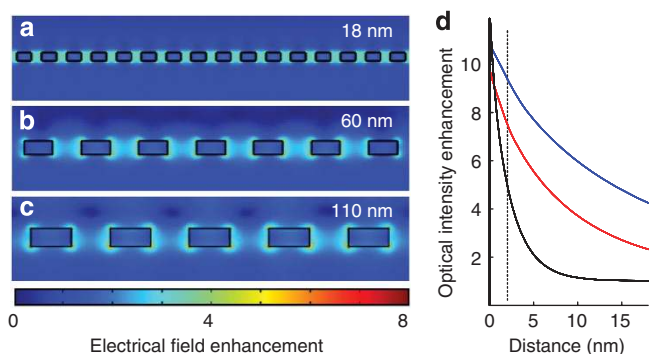 a
18 nm
b
60 nm
c
110 nm
0
4
8
Electrical field enhancement
d
Optical intensity enhancement
10
8
6
4
2
0
5
10
15
Distance (nm)